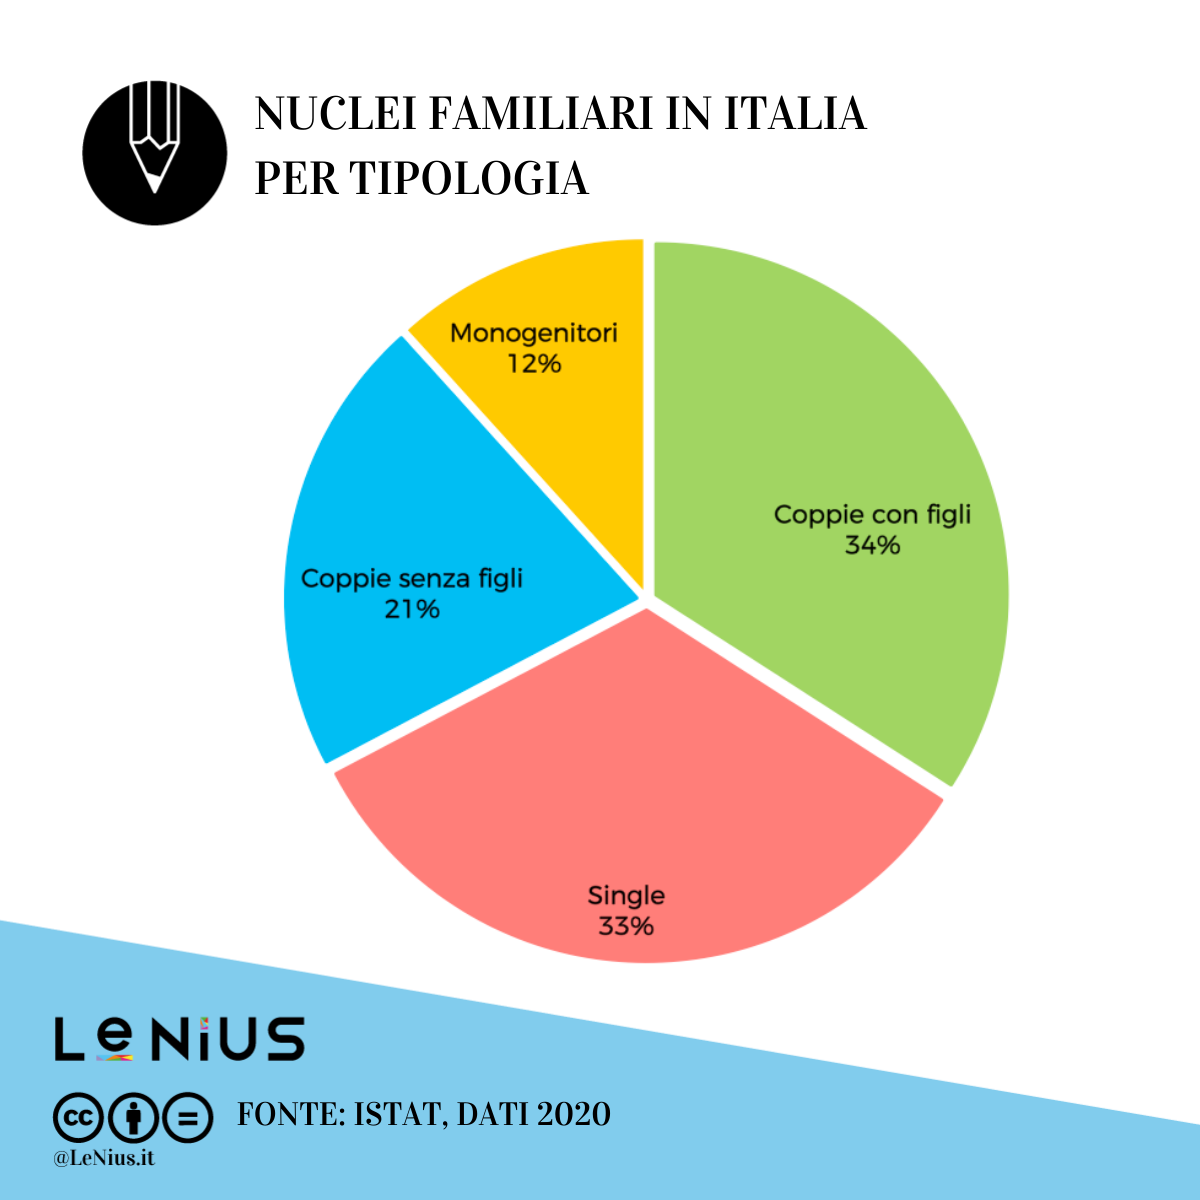 NUCLEI FAMILIARI IN ITALIA
PER TIPOLOGIA
Monogenitori
12%
Coppie con figli
34%
Coppie senza figli
21%
Single
33%
LeNiUS
cc
FONTE: ISTAT, DATI 2020
@LeNius.it